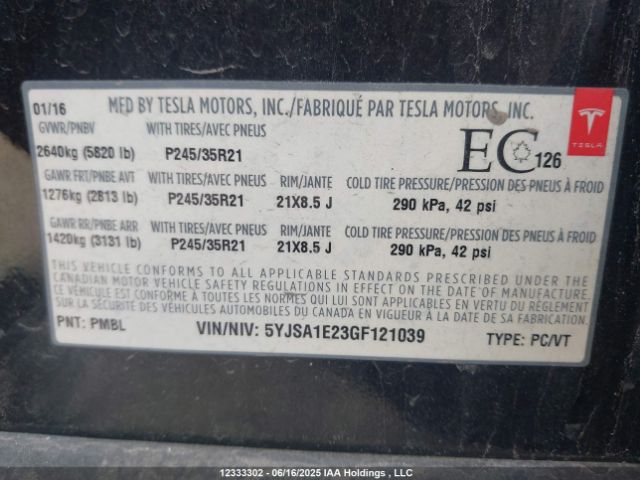 01/16 MFD BY TESLA MOTORS, INC./FABRIQUÉ PAR TESLA MOTORS, INC.
GVWR/PNBV WITH TIRES/AVEC PNEUS
2640kg (5820 lb) P245/35R21
EC 126
TESLA
GAWR FRT/PNBE AVT WITH TIRES/AVEC PNEUS RIM/JANTE COLD TIRE PRESSURE/PRESSION DES PNEUS À FROID
1276kg (2813 lb) P245/35R21 21X8.5 J 290 kPa, 42 psi
GAWR RR/PNBE ARR WITH TIRES/AVEC PNEUS RIM/JANTE COLD TIRE PRESSURE/PRESSION DES PNEUS À FROID
1420kg (3131 lb) P245/35R21 21X8.5 J 290 kPa, 42 psi
THIS VEHICLE CONFORMS TO ALL APPLICABLE STANDARDS PRESCRIBED UNDER THE
CANADIAN MOTOR VEHICLE SAFETY REGULATIONS IN EFFECT ON THE DATE OF MANUFACTURE
CE VÉHICULE EST CONFORME À TOUTES LES NORMES QUI LUI SONT APPLICABLES EN VERTU DU RÈGLEMENT
SUR LA SÉCURITÉ DES VÉHICULES AUTOMOBILES DU CANADA EN VIGUEUR À LA DATE DE SA FABRICATION
PNT: PMBL VIN/NIV: 5YJSA1E23GF121039 TYPE: PC/VT
12333302 - 06/16/2025 IAA Holdings , LLC